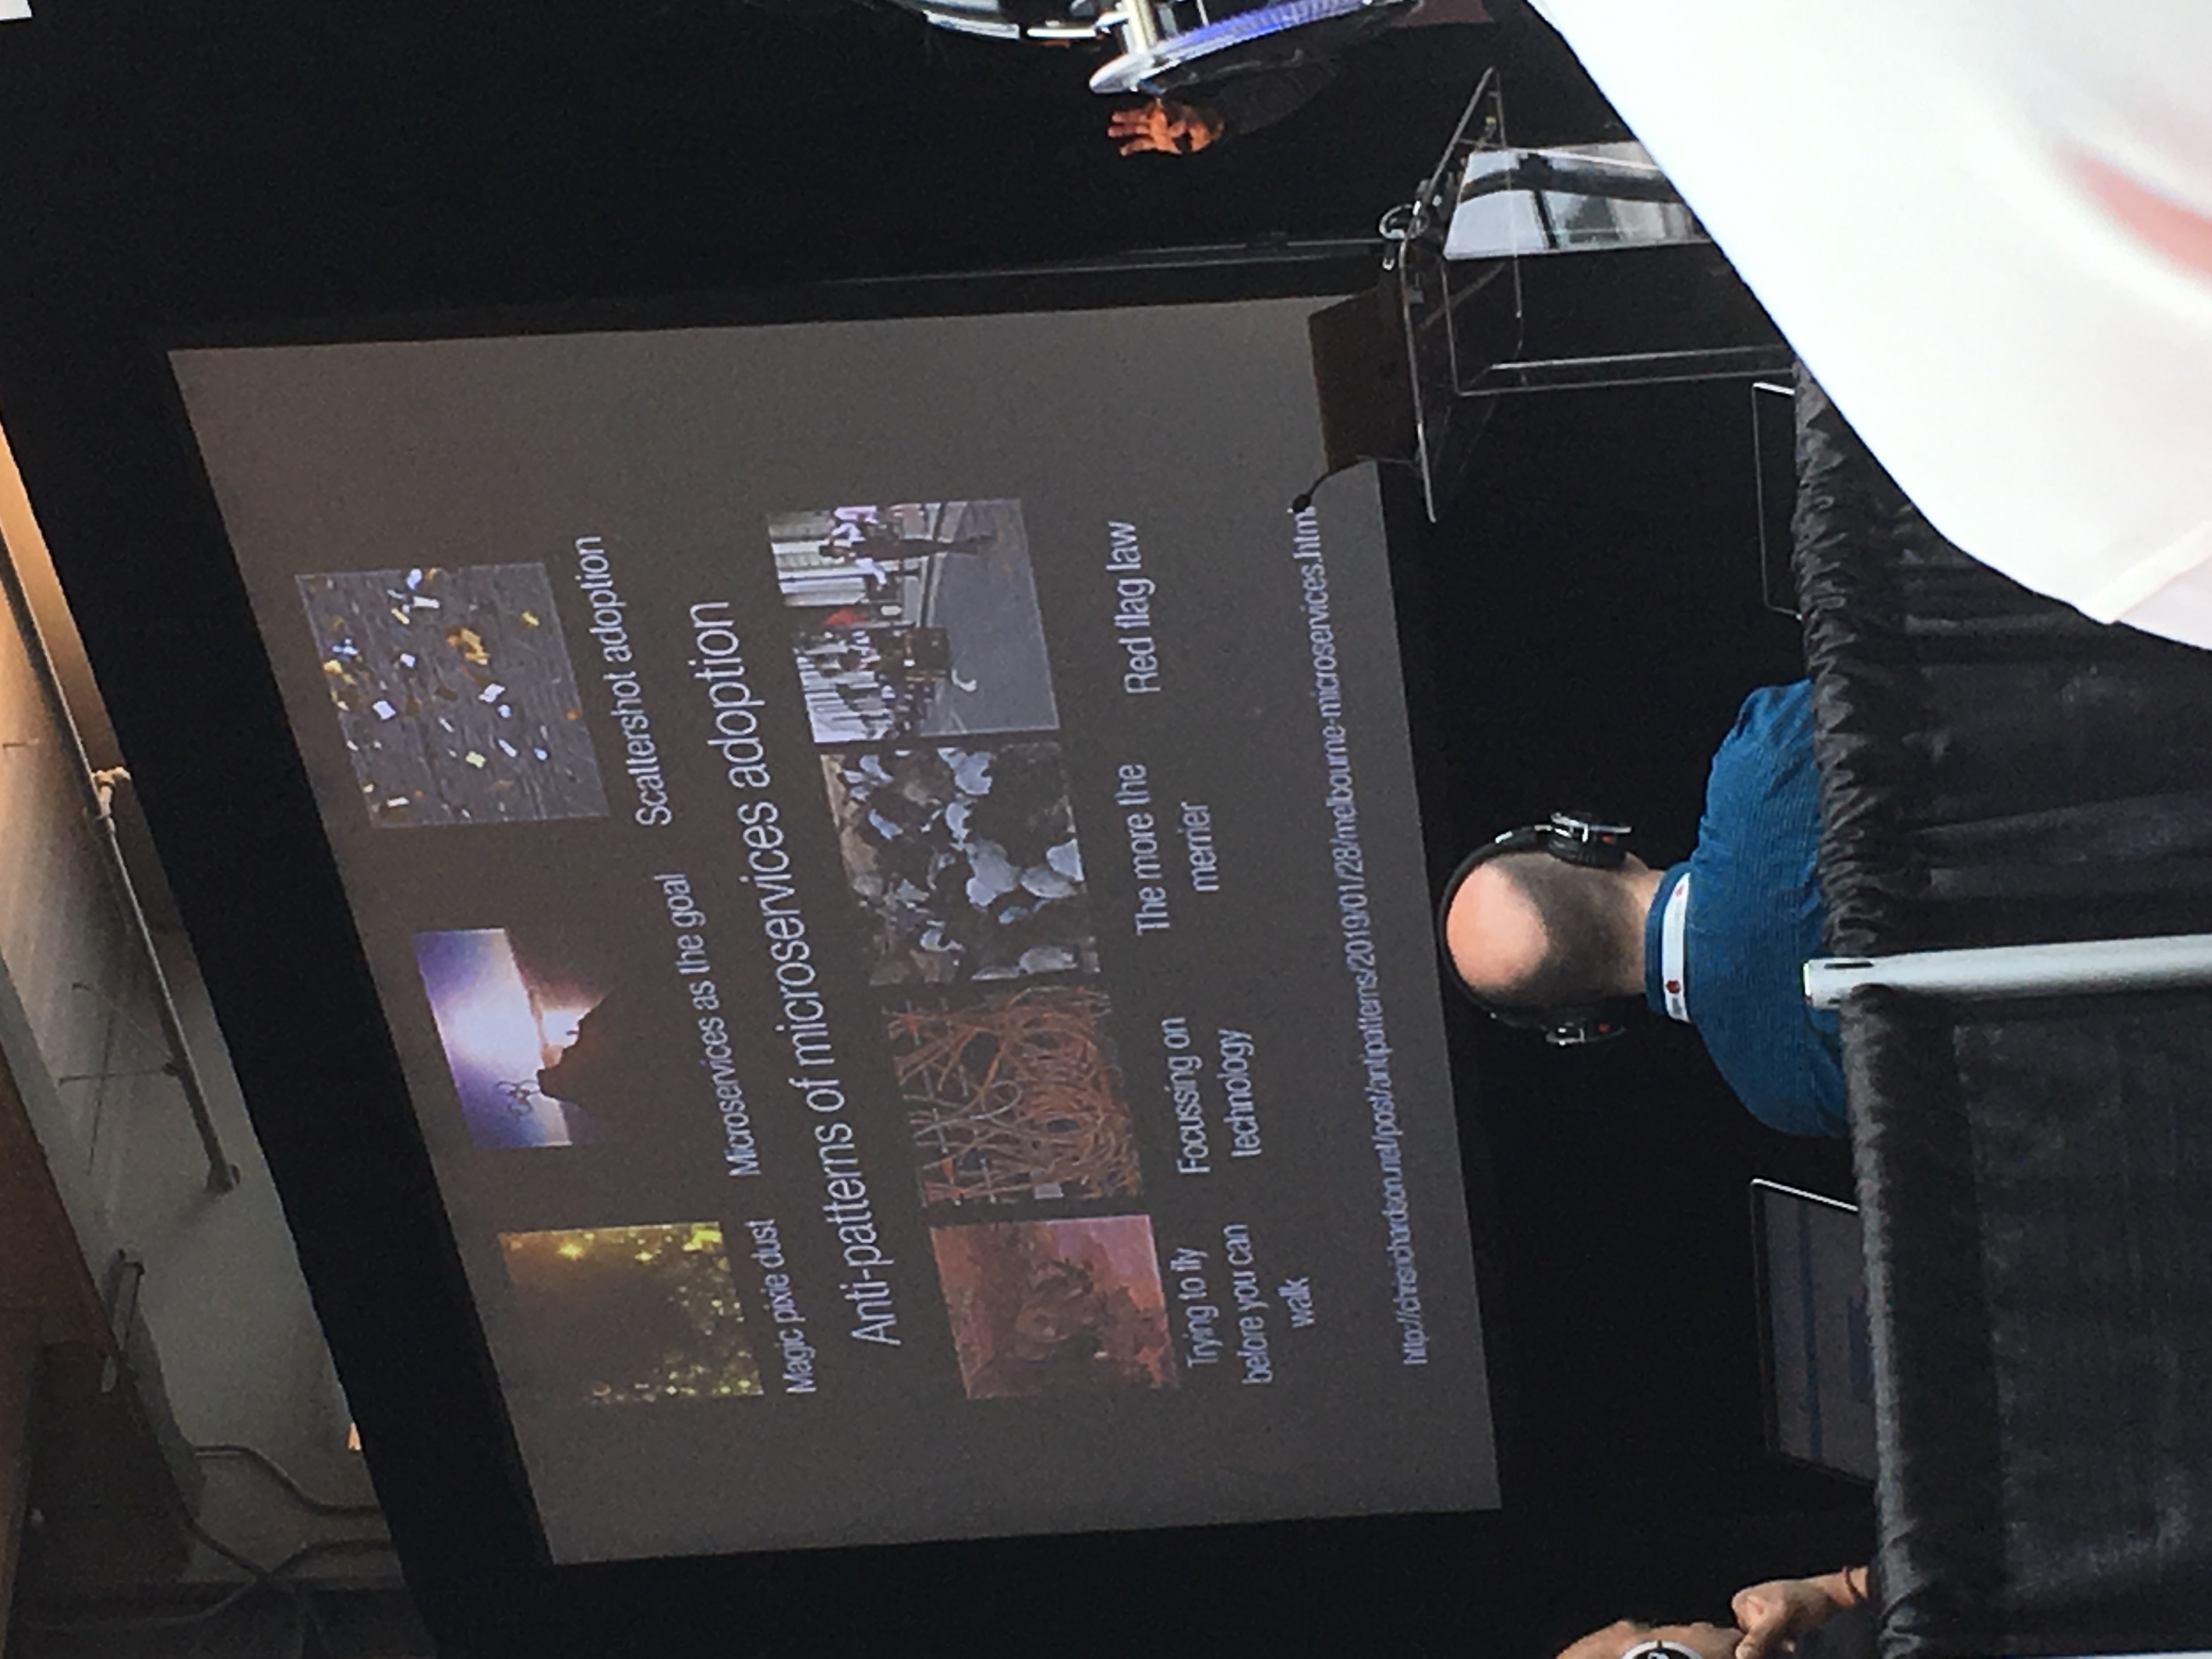 Magic pixie dust
Microservices as the goal
Scattershot adoption
Anti-patterns of microservices adoption
Trying to fly
before you can
walk
Focussing on
technology
The more the
merrier
Red flag law
http://chrisrichardson.net/post/antipatterns/2019/01/28/melbourne-microservices.html